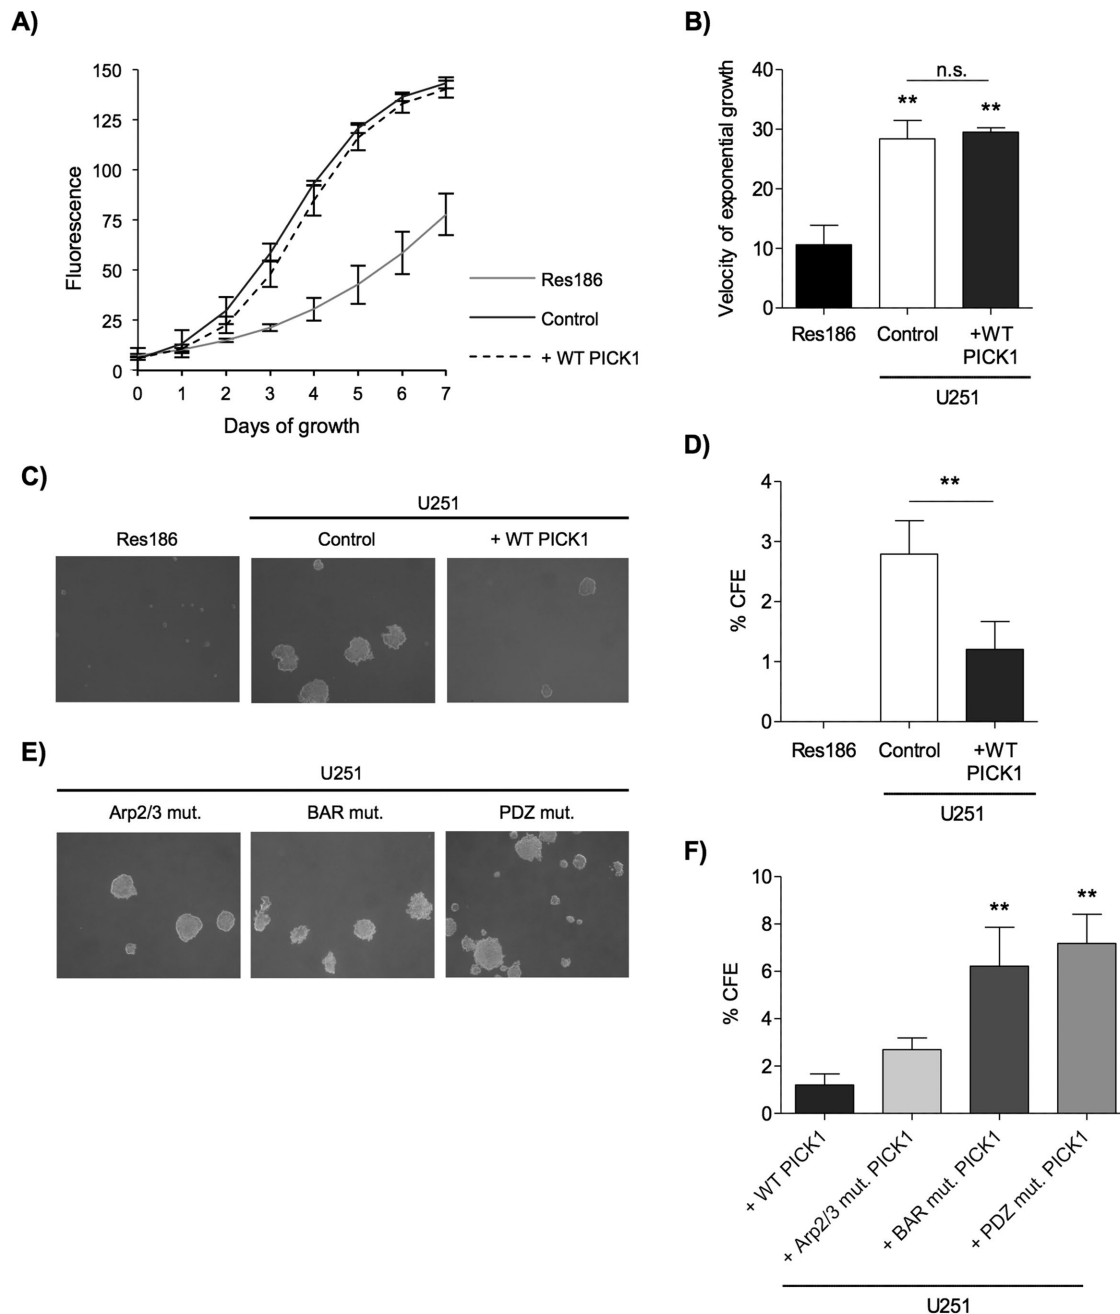 A)
150
125
100
75
50
25
0
Fluorescence
0 1 2 3 4 5 6 7
Days of growth
Res186
Control
+ WT PICK1
B)
n.s.
** **
40
30
20
10
0
Velocity of exponential growth
Res186 Control +WT
PICK1
U251
C)
U251
Res186 Control + WT PICK1
D)
**
4
3
2
1
0
% CFE
Res186 Control +WT
PICK1
U251
E)
U251
Arp2/3 mut. BAR mut. PDZ mut.
F)
** **
10
8
6
4
2
0
% CFE
+ WT PICK1
+ Arp2/3 mut. PICK1
+ BAR mut. PICK1
+ PDZ mut. PICK1
U251